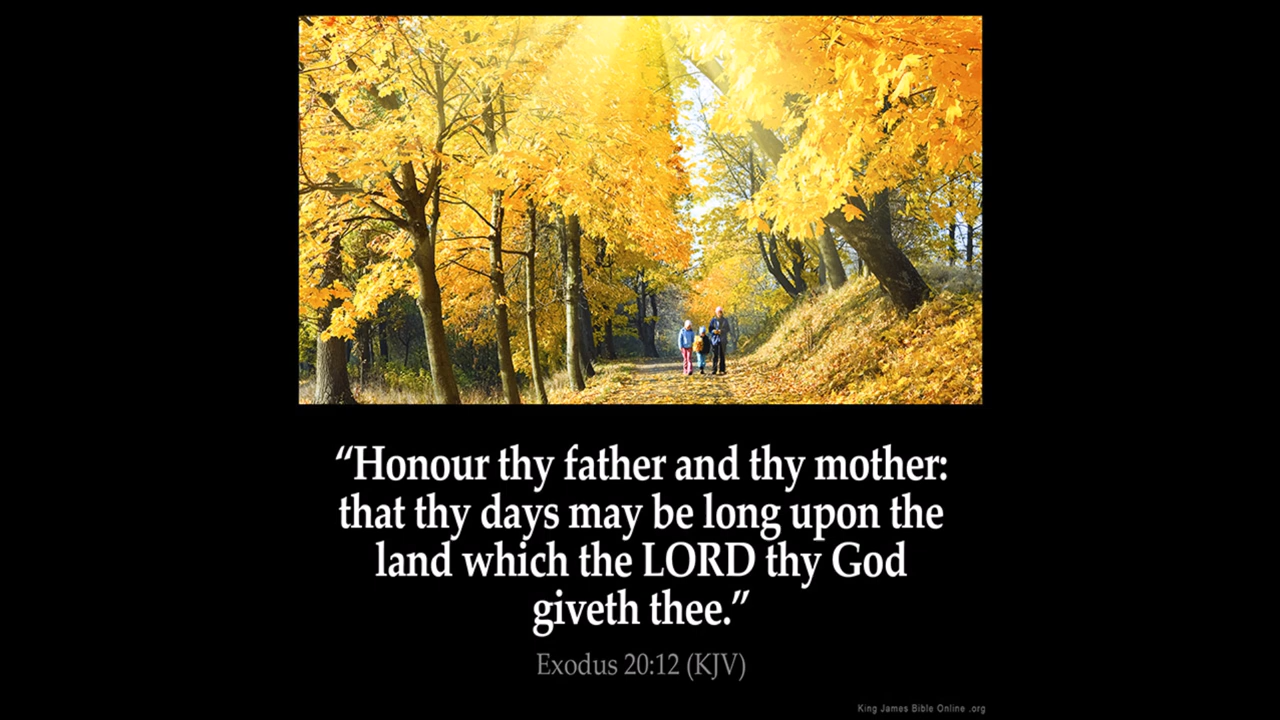 “Honour thy father and thy mother:
that thy days may be long upon the
land which the LORD thy God
giveth thee.”
Exodus 20:12 (KJV)
King James Bible Online .org